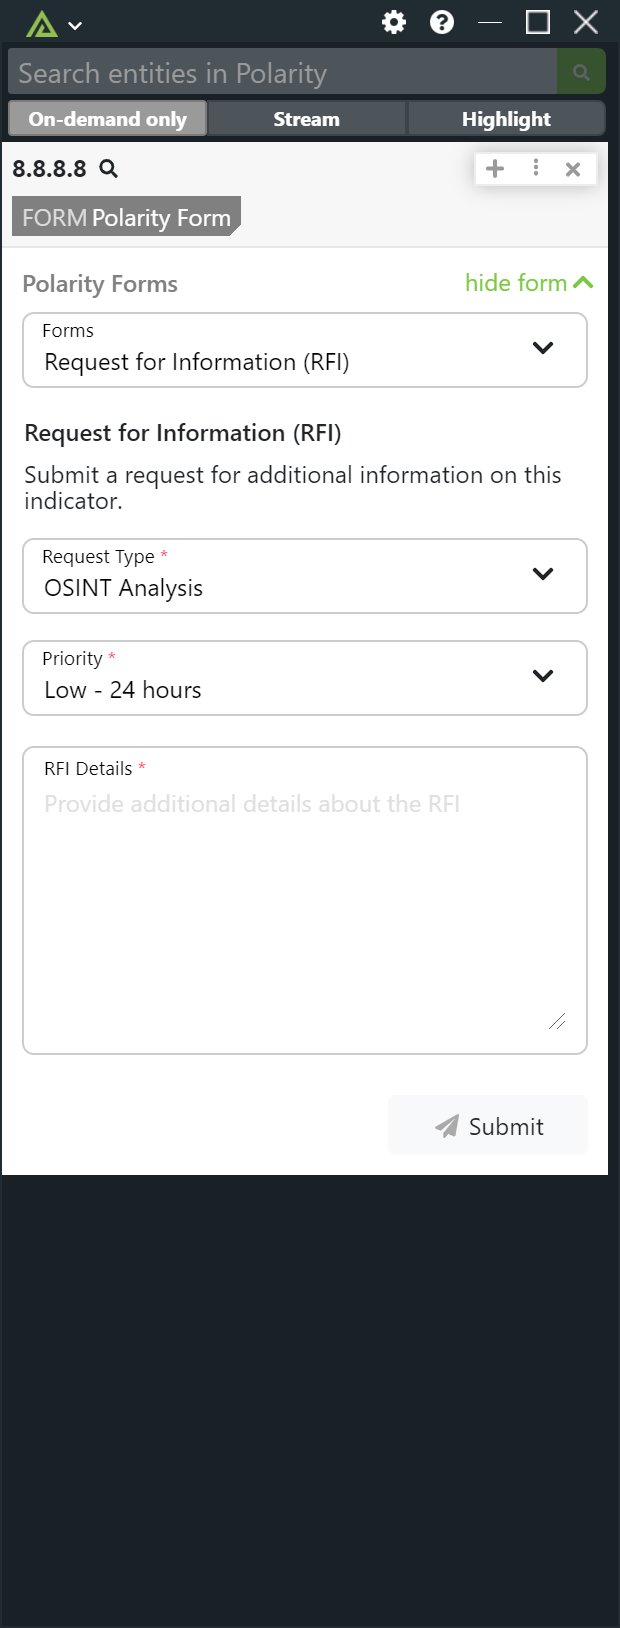 Search entities in Polarity
On-demand only Stream Highlight
8.8.8.8
FORM Polarity Form
Polarity Forms hide form
Forms
Request for Information (RFI)
Request for Information (RFI)
Submit a request for additional information on this
indicator.
Request Type *
OSINT Analysis
Priority *
Low - 24 hours
RFI Details *
Provide additional details about the RFI
Submit